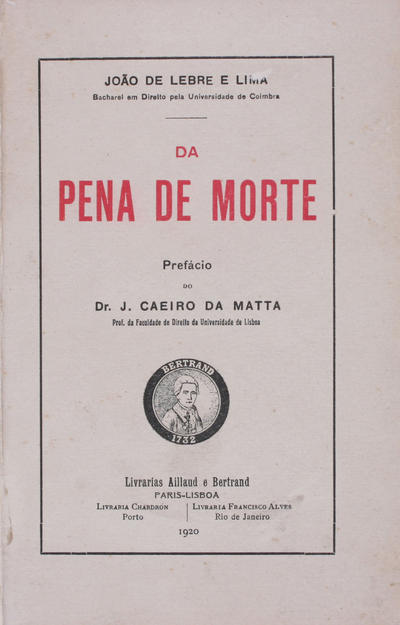 JOÃO DE LEBRE E LIMA
Bacharel em Direito pela Universidade de Coimbra
DA
PENA DE MORTE
Prefácio
DO
Dr. J. CAEIRO DA MATTA
Prof. da Faculdade de Direito da Universidade de Lisboa
BERTRAND
1732
Livrarias Aillaud e Bertrand
PARIS-LISBOA
LIVRARIA CHARDRON
Porto
LIVRARIA FRANCISCO ALVES
Rio de Janeiro
1920